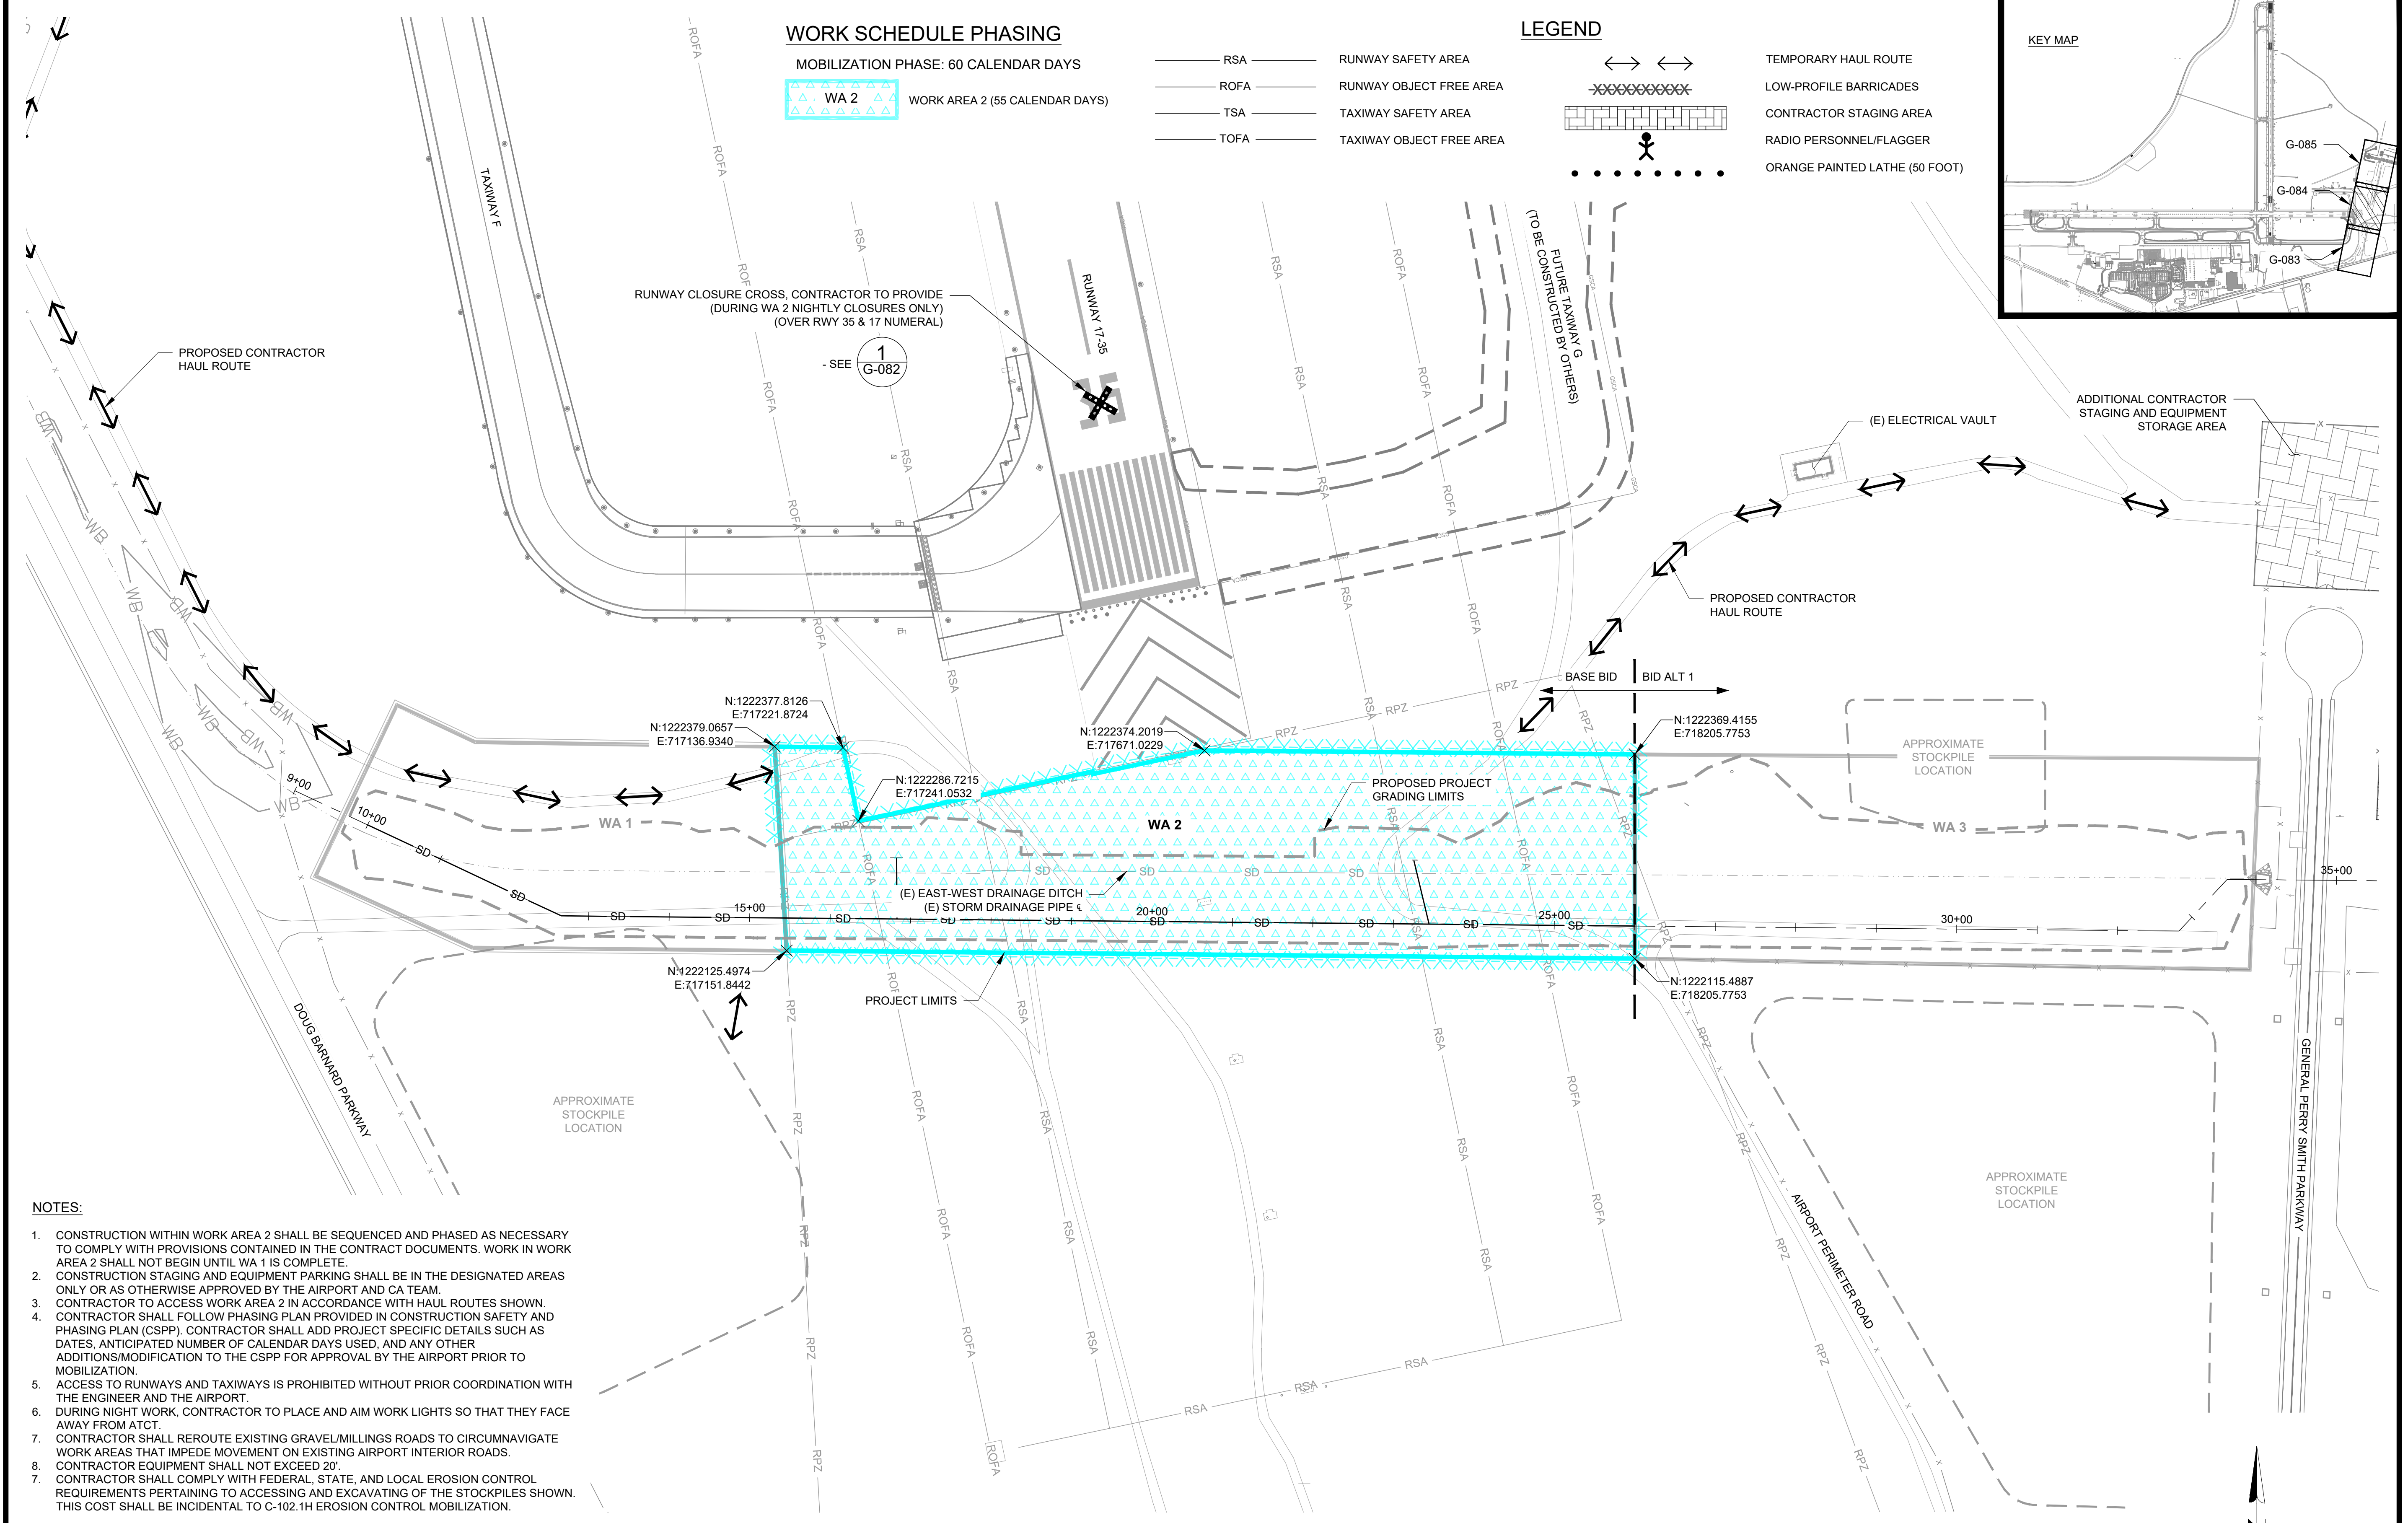 WORK SCHEDULE PHASING
MOBILIZATION PHASE: 60 CALENDAR DAYS
WA 2
WORK AREA 2 (55 CALENDAR DAYS)
LEGEND
RSA
RUNWAY SAFETY AREA
ROFA
RUNWAY OBJECT FREE AREA
TSA
TAXIWAY SAFETY AREA
TOFA
TAXIWAY OBJECT FREE AREA
TEMPORARY HAUL ROUTE
XXXXXXXXXX
LOW-PROFILE BARRICADES
CONTRACTOR STAGING AREA
RADIO PERSONNEL/FLAGGER
ORANGE PAINTED LATHE (50 FOOT)
KEY MAP
G-085
G-084
G-083
TAXIWAY F
RUNWAY CLOSURE CROSS, CONTRACTOR TO PROVIDE
(DURING WA 2 NIGHTLY CLOSURES ONLY)
(OVER RWY 35 & 17 NUMERAL)
- SEE
1
G-082
RUNWAY 17-35
FUTURE TAXIWAY G
(TO BE CONSTRUCTED BY OTHERS)
PROPOSED CONTRACTOR
HAUL ROUTE
(E) ELECTRICAL VAULT
ADDITIONAL CONTRACTOR
STAGING AND EQUIPMENT
STORAGE AREA
PROPOSED CONTRACTOR
HAUL ROUTE
BASE BID
BID ALT 1
N:1222377.8126
E:717221.8724
N:1222379.0657
E:717136.9340
N:1222374.2019
E:717671.0229
N:1222369.4155
E:718205.7753
N:1222286.7215
E:717241.0532
PROPOSED PROJECT
GRADING LIMITS
APPROXIMATE
STOCKPILE
LOCATION
WA 1
WA 2
WA 3
9+00
10+00
15+00
20+00
25+00
30+00
35+00
(E) EAST-WEST DRAINAGE DITCH
(E) STORM DRAINAGE PIPE ℄
N:1222125.4974
E:717151.8442
PROJECT LIMITS
N:1222115.4887
E:718205.7753
DOUG BARNARD PARKWAY
APPROXIMATE
STOCKPILE
LOCATION
APPROXIMATE
STOCKPILE
LOCATION
AIRPORT PERIMETER ROAD
GENERAL PERRY SMITH PARKWAY
NOTES:
1. CONSTRUCTION WITHIN WORK AREA 2 SHALL BE SEQUENCED AND PHASED AS NECESSARY
TO COMPLY WITH PROVISIONS CONTAINED IN THE CONTRACT DOCUMENTS. WORK IN WORK
AREA 2 SHALL NOT BEGIN UNTIL WA 1 IS COMPLETE.
2. CONSTRUCTION STAGING AND EQUIPMENT PARKING SHALL BE IN THE DESIGNATED AREAS
ONLY OR AS OTHERWISE APPROVED BY THE AIRPORT AND CA TEAM.
3. CONTRACTOR TO ACCESS WORK AREA 2 IN ACCORDANCE WITH HAUL ROUTES SHOWN.
4. CONTRACTOR SHALL FOLLOW PHASING PLAN PROVIDED IN CONSTRUCTION SAFETY AND
PHASING PLAN (CSPP). CONTRACTOR SHALL ADD PROJECT SPECIFIC DETAILS SUCH AS
DATES, ANTICIPATED NUMBER OF CALENDAR DAYS USED, AND ANY OTHER
ADDITIONS/MODIFICATION TO THE CSPP FOR APPROVAL BY THE AIRPORT PRIOR TO
MOBILIZATION.
5. ACCESS TO RUNWAYS AND TAXIWAYS IS PROHIBITED WITHOUT PRIOR COORDINATION WITH
THE ENGINEER AND THE AIRPORT.
6. DURING NIGHT WORK, CONTRACTOR TO PLACE AND AIM WORK LIGHTS SO THAT THEY FACE
AWAY FROM ATCT.
7. CONTRACTOR SHALL REROUTE EXISTING GRAVEL/MILLINGS ROADS TO CIRCUMNAVIGATE
WORK AREAS THAT IMPEDE MOVEMENT ON EXISTING AIRPORT INTERIOR ROADS.
8. CONTRACTOR EQUIPMENT SHALL NOT EXCEED 20'.
7. CONTRACTOR SHALL COMPLY WITH FEDERAL, STATE, AND LOCAL EROSION CONTROL
REQUIREMENTS PERTAINING TO ACCESSING AND EXCAVATING OF THE STOCKPILES SHOWN.
THIS COST SHALL BE INCIDENTAL TO C-102.1H EROSION CONTROL MOBILIZATION.